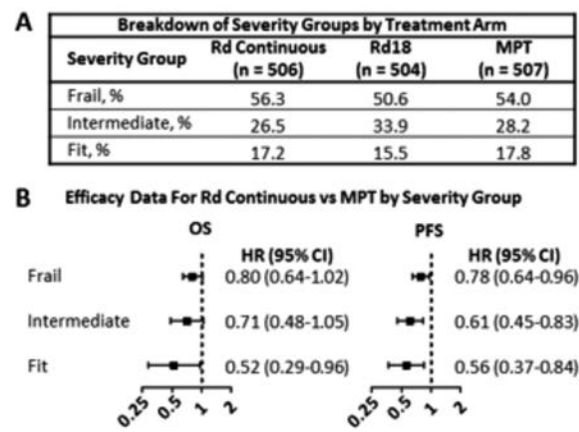 A
Breakdown of Severity Groups by Treatment Arm
Severity Group Rd Continuous (n = 506) Rd18 (n = 504) MPT (n = 507)
Frail, % 56.3 50.6 54.0
Intermediate, % 26.5 33.9 28.2
Fit, % 17.2 15.5 17.8
B Efficacy Data For Rd Continuous vs MPT by Severity Group
OS PFS
HR (95% CI) HR (95% CI)
Frail 0.80 (0.64-1.02) 0.78 (0.64-0.96)
Intermediate 0.71 (0.48-1.05) 0.61 (0.45-0.83)
Fit 0.52 (0.29-0.96) 0.56 (0.37-0.84)
0.25 0.5 1 2 0.25 0.5 1 2